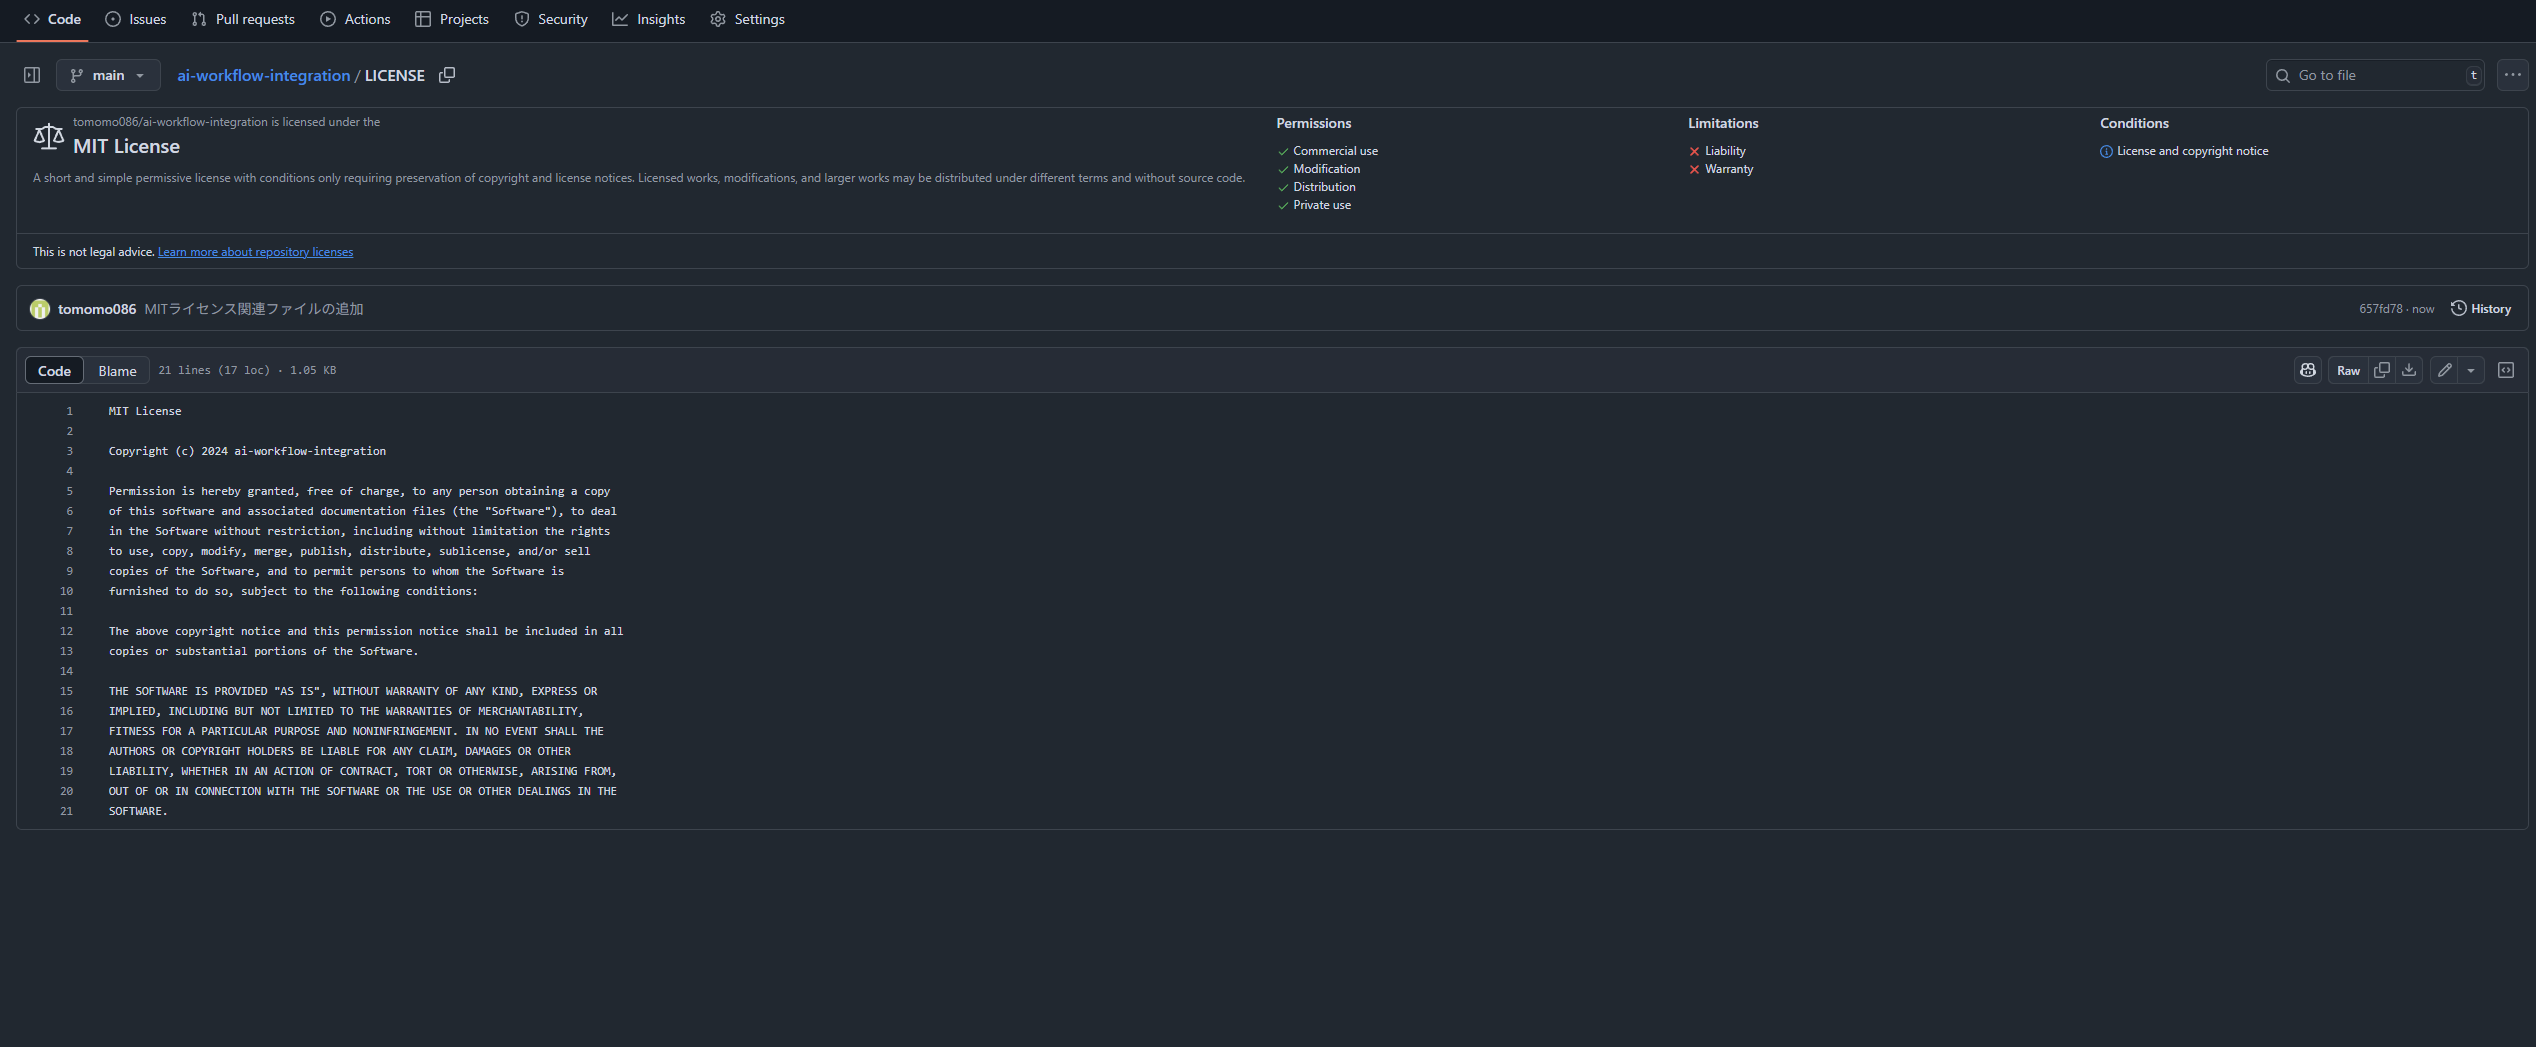 Code Issues Pull requests Actions Projects Security Insights Settings
main ai-workflow-integration / LICENSE Go to file t
tomomo086/ai-workflow-integration is licensed under the
MIT License
A short and simple permissive license with conditions only requiring preservation of copyright and license notices. Licensed works, modifications, and larger works may be distributed under different terms and without source code.
Permissions
Commercial use
Modification
Distribution
Private use
Limitations
Liability
Warranty
Conditions
License and copyright notice
This is not legal advice. Learn more about repository licenses
tomomo086 MITライセンス関連ファイルの追加 657fd78 · now History
Code Blame 21 lines (17 loc) · 1.05 KB Raw
1 MIT License
2
3 Copyright (c) 2024 ai-workflow-integration
4
5 Permission is hereby granted, free of charge, to any person obtaining a copy
6 of this software and associated documentation files (the "Software"), to deal
7 in the Software without restriction, including without limitation the rights
8 to use, copy, modify, merge, publish, distribute, sublicense, and/or sell
9 copies of the Software, and to permit persons to whom the Software is
10 furnished to do so, subject to the following conditions:
11
12 The above copyright notice and this permission notice shall be included in all
13 copies or substantial portions of the Software.
14
15 THE SOFTWARE IS PROVIDED "AS IS", WITHOUT WARRANTY OF ANY KIND, EXPRESS OR
16 IMPLIED, INCLUDING BUT NOT LIMITED TO THE WARRANTIES OF MERCHANTABILITY,
17 FITNESS FOR A PARTICULAR PURPOSE AND NONINFRINGEMENT. IN NO EVENT SHALL THE
18 AUTHORS OR COPYRIGHT HOLDERS BE LIABLE FOR ANY CLAIM, DAMAGES OR OTHER
19 LIABILITY, WHETHER IN AN ACTION OF CONTRACT, TORT OR OTHERWISE, ARISING FROM,
20 OUT OF OR IN CONNECTION WITH THE SOFTWARE OR THE USE OR OTHER DEALINGS IN THE
21 SOFTWARE.